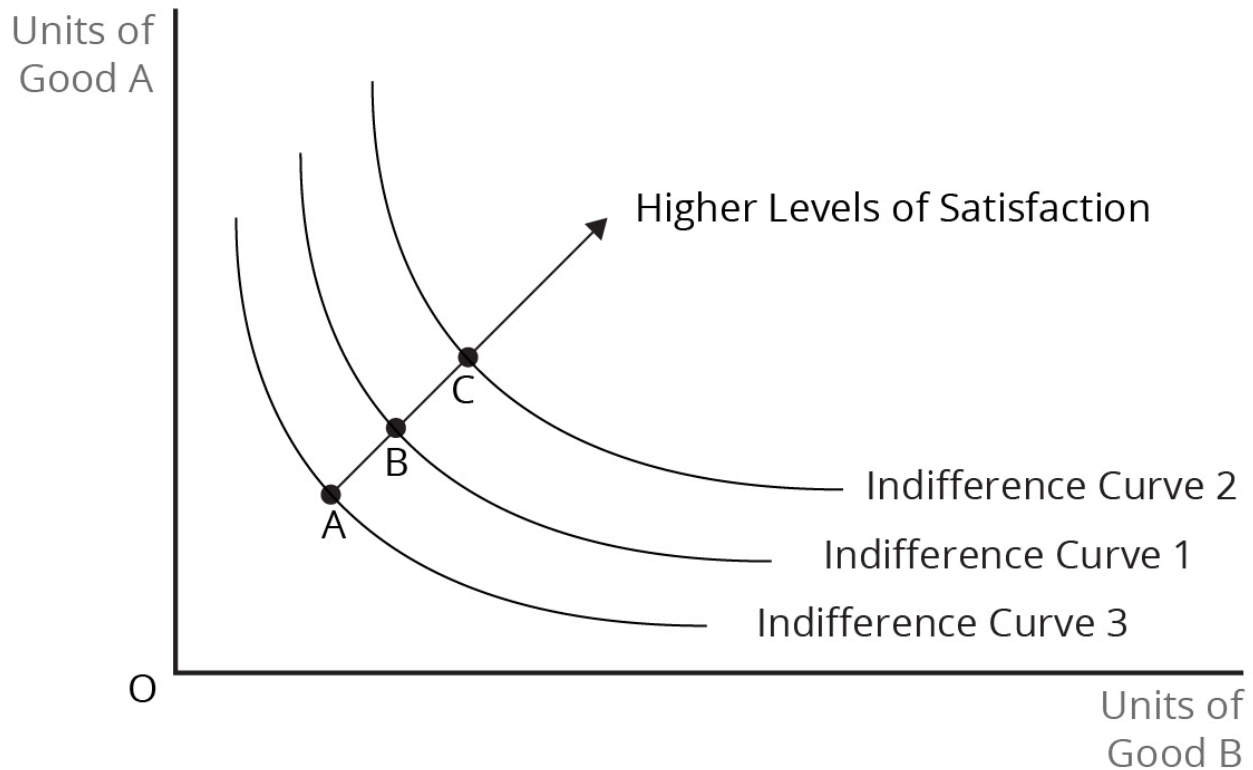 Units of
Good A
Higher Levels of Satisfaction
C
B
A
Indifference Curve 2
Indifference Curve 1
Indifference Curve 3
O
Units of
Good B